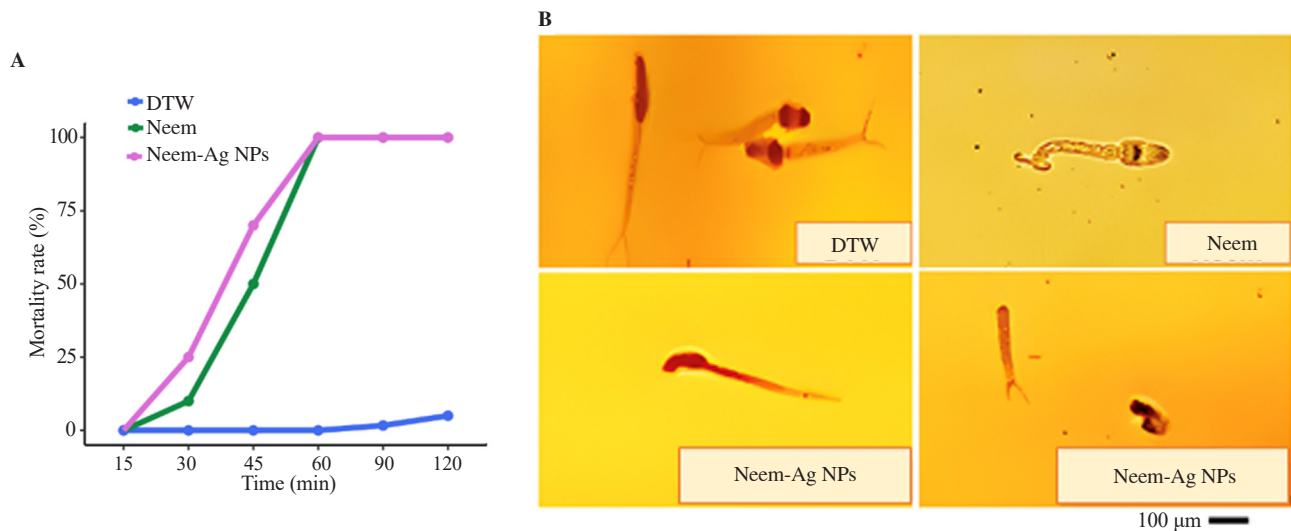 A
DTW
Neem
Neem-Ag NPs
Mortality rate (%)
100
75
50
25
0
15 30 45 60 90 120
Time (min)
B
DTW
Neem
Neem-Ag NPs
Neem-Ag NPs
100 μm